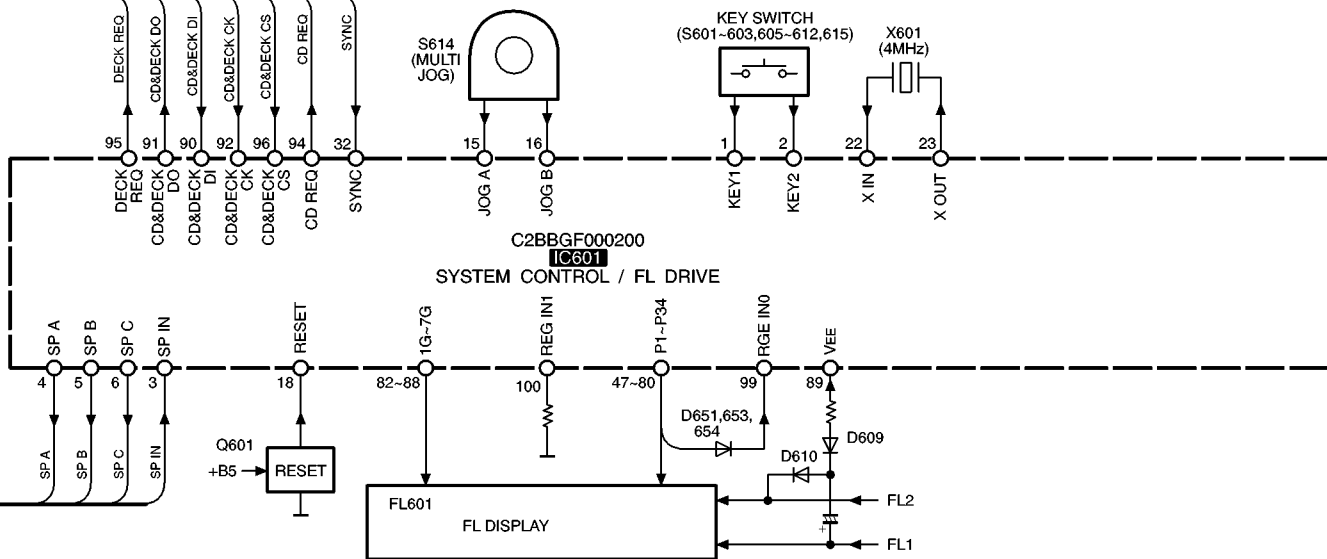 DECK REQ
CD&DECK DO
CD&DECK DI
CD&DECK CK
CD&DECK CS
CD REQ
SYNC
S614
(MULTI
JOG)
KEY SWITCH
(S601~603,605~612,615)
X601
(4MHz)
95
91
90
92
96
94
32
15
16
1
2
22
23
DECK
REQ
CD&DECK
DO
CD&DECK
DI
CD&DECK
CK
CD&DECK
CS
CD REQ
SYNC
JOG A
JOG B
KEY1
KEY2
X IN
X OUT
C2BBGF000200
IC601
SYSTEM CONTROL / FL DRIVE
SP A
SP B
SP C
SP IN
RESET
1G~7G
REG IN1
P1~P34
RGE IN0
VEE
4
5
6
3
18
82~88
100
47~80
99
89
D651,653,
654
D609
D610
Q601
+B5
RESET
SP A
SP B
SP C
SP IN
FL601
FL DISPLAY
FL2
+
FL1